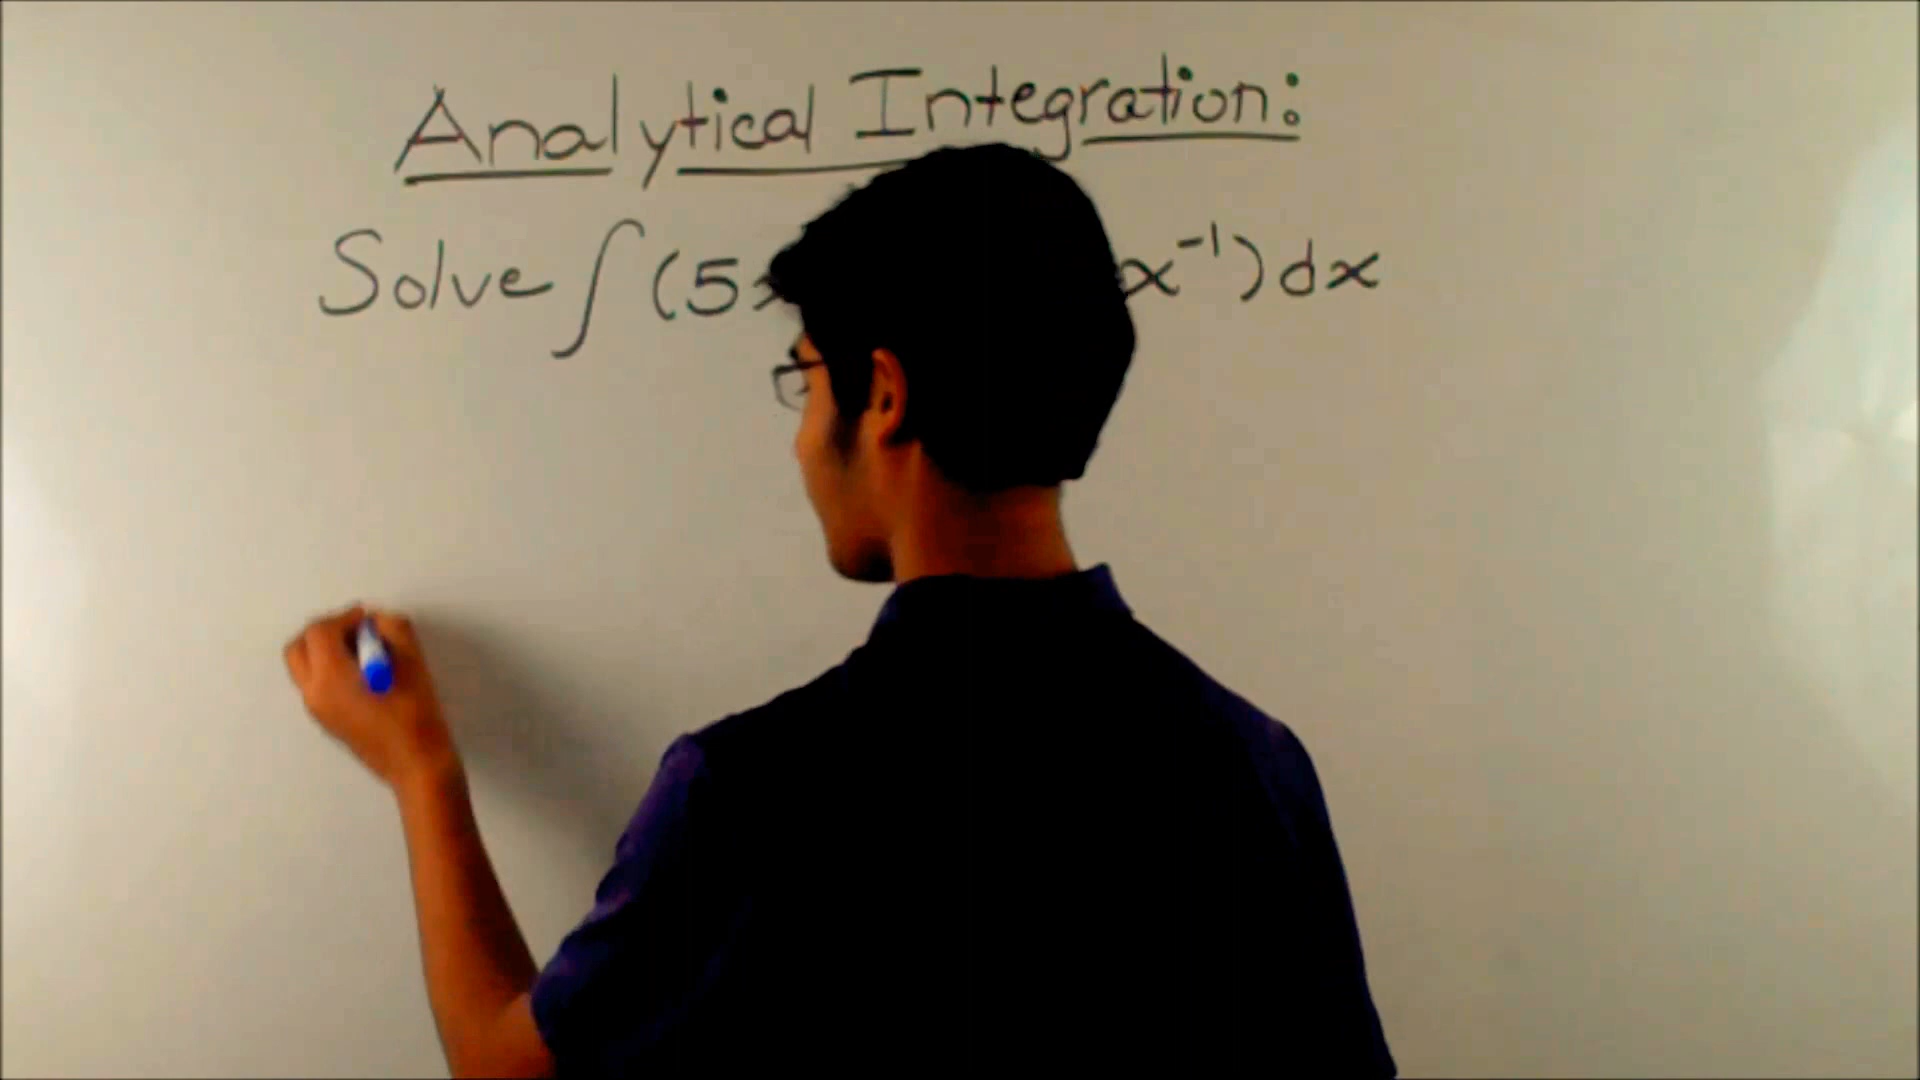 Analytical Integration:
Solve ∫(5x x⁻¹)dx